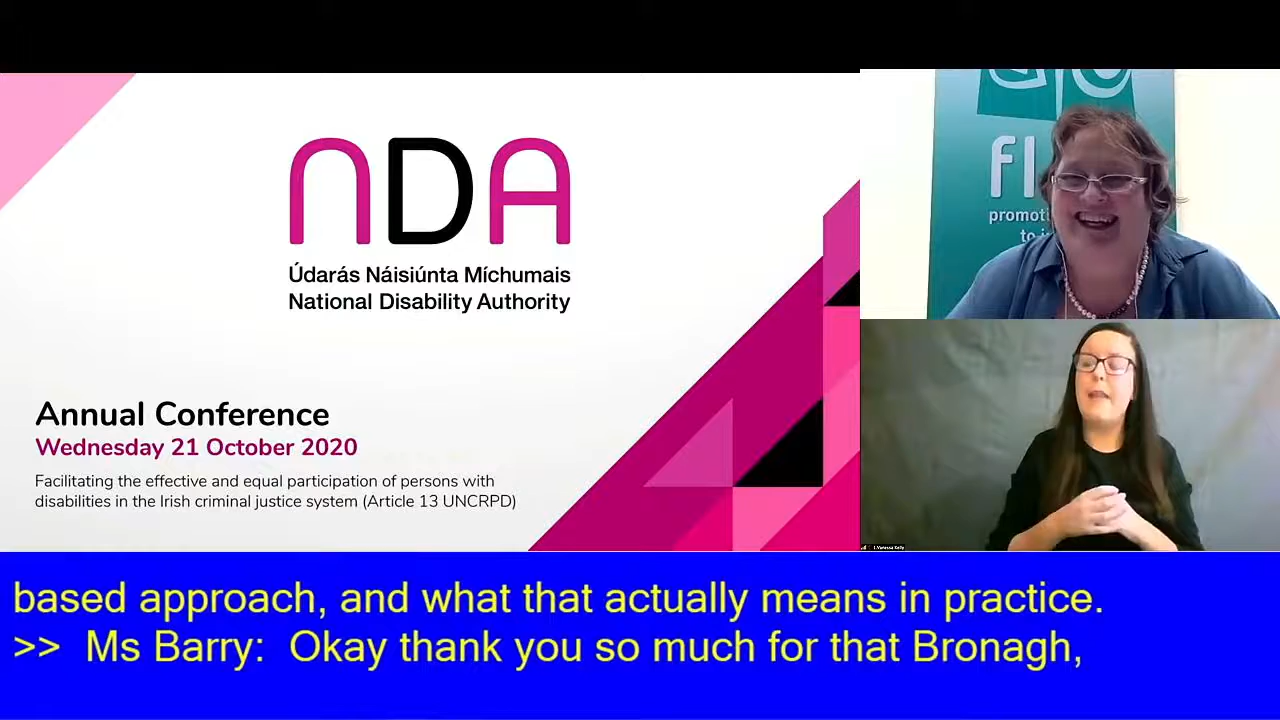 NDA
Údarás Náisiúnta Míchumais
National Disability Authority
Annual Conference
Wednesday 21 October 2020
Facilitating the effective and equal participation of persons with
disabilities in the Irish criminal justice system (Article 13 UNCRPD)
Vanessa Kelly
based approach, and what that actually means in practice.
>> Ms Barry: Okay thank you so much for that Bronagh,